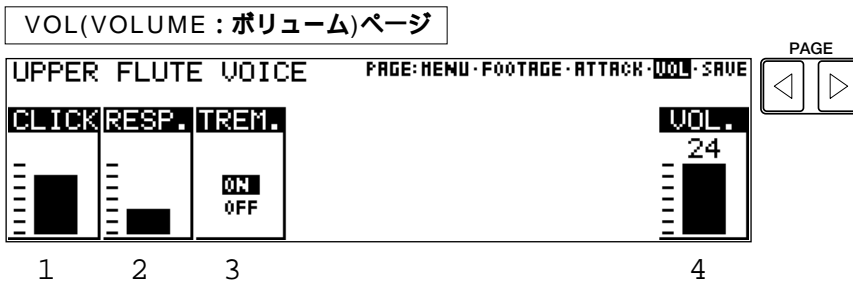 VOL(VOLUME：ボリューム)ページ
PAGE
UPPER FLUTE VOICE PAGE:MENU·FOOTAGE·ATTACK·VOL·SAVE
CLICK RESP. TREM. VOL.
24
ON
OFF
1 2 3 4